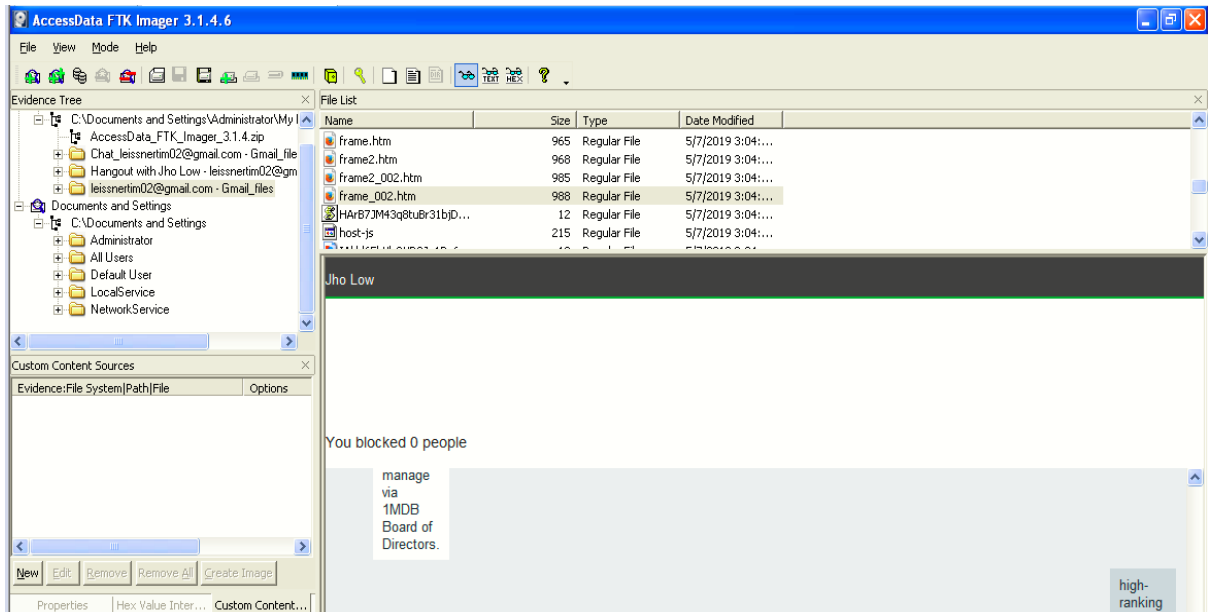 AccessData FTK Imager 3.1.4.6
File View Mode Help
Evidence Tree
C:\Documents and Settings\Administrator\My
AccessData_FTK_Imager_3.1.4.zip
Chat_leissnertim02@gmail.com - Gmail_file
Hangout with Jho Low - leissnertim02@gm
leissnertim02@gmail.com - Gmail_files
Documents and Settings
C:\Documents and Settings
Administrator
All Users
Default User
LocalService
NetworkService
Custom Content Sources
Evidence:File System|Path|File Options
New Edit Remove Remove All Create Image
Properties Hex Value Inter... Custom Content...
File List
Name Size Type Date Modified
frame.htm 965 Regular File 5/7/2019 3:04:...
frame2.htm 968 Regular File 5/7/2019 3:04:...
frame2_002.htm 985 Regular File 5/7/2019 3:04:...
frame_002.htm 988 Regular File 5/7/2019 3:04:...
HArB7JM43q8tuBr31bjD... 12 Regular File 5/7/2019 3:04:...
host-js 215 Regular File 5/7/2019 3:04:...
Jho Low
You blocked 0 people
manage
via
1MDB
Board of
Directors.
high-
ranking